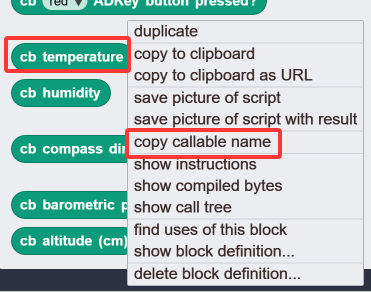 cb red ▼ ADKey button pressed?
duplicate
cb temperature
copy to clipboard
copy to clipboard as URL
cb humidity
save picture of script
save picture of script with result
cb compass di
copy callable name
show instructions
show compiled bytes
cb barometric p
show call tree
find uses of this block
cb altitude (cm)
show block definition...
delete block definition...